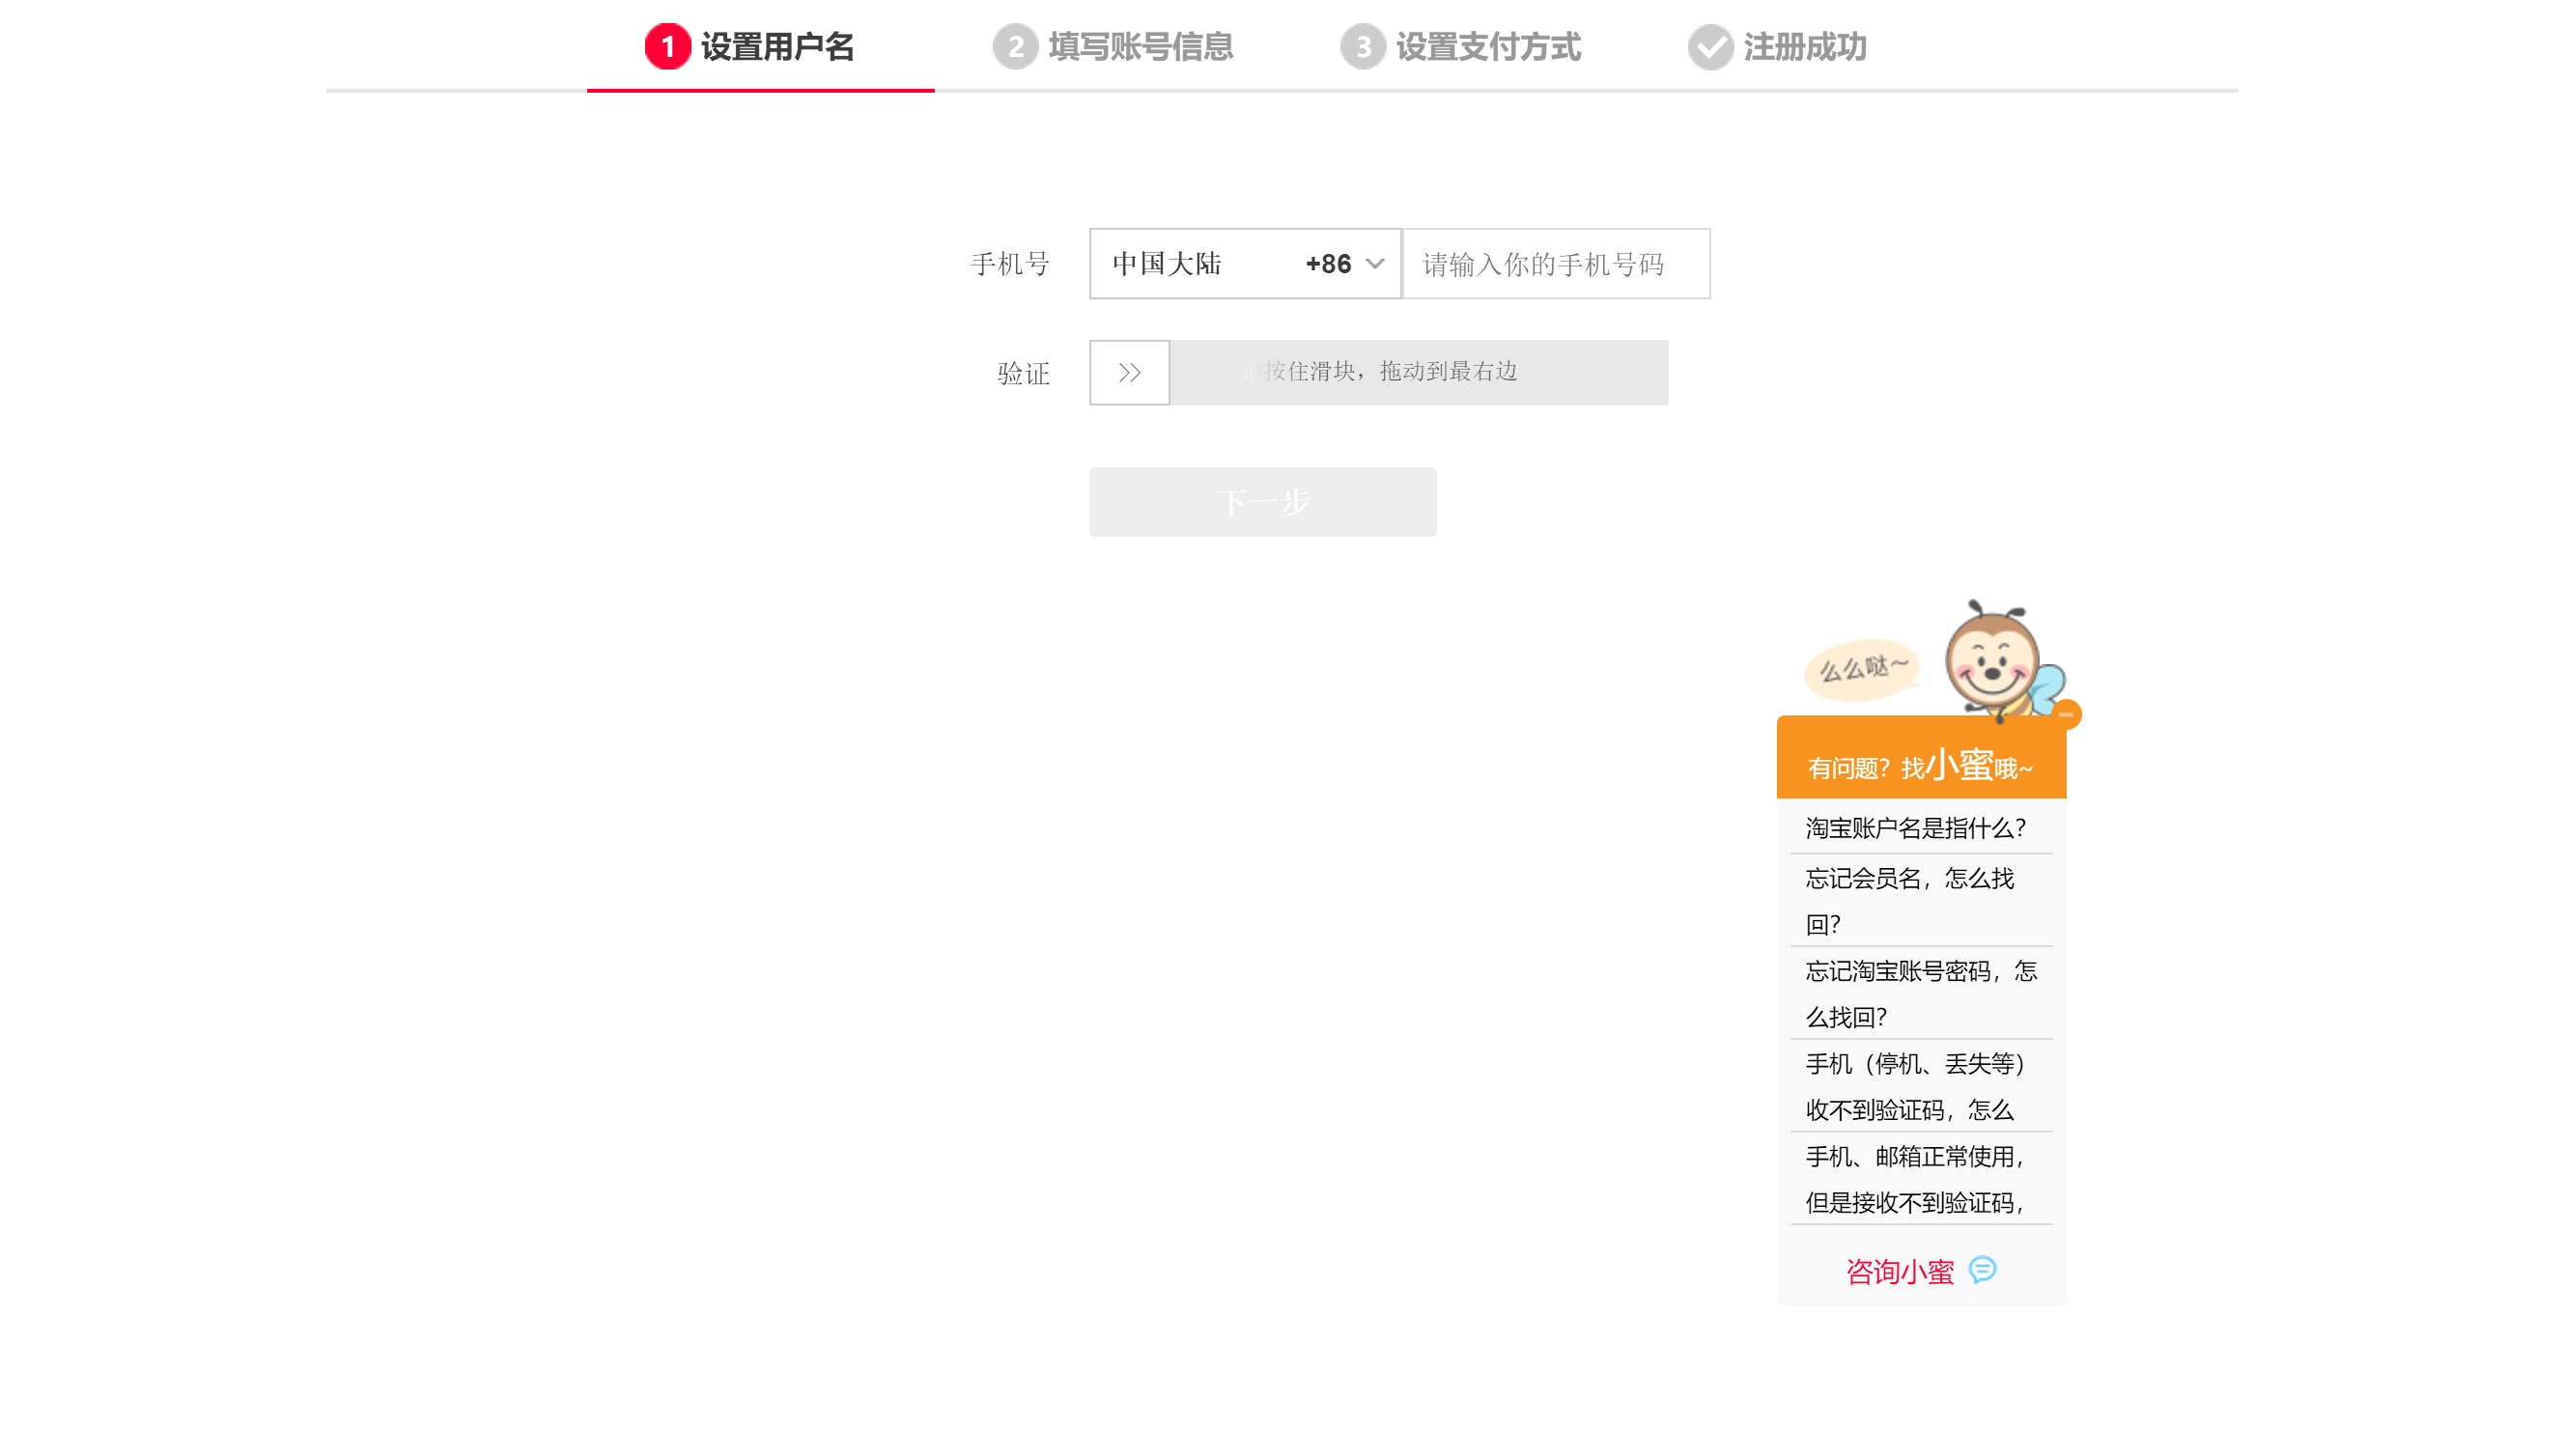 1 设置用户名
2 填写账号信息
3 设置支付方式
注册成功
手机号
中国大陆 +86
请输入你的手机号码
验证
>>
请按住滑块，拖动到最右边
下一步
么么哒～
有问题？找小蜜哦~
淘宝账户名是指什么？
忘记会员名，怎么找
回？
忘记淘宝账号密码，怎
么找回？
手机（停机、丢失等）
收不到验证码，怎么
手机、邮箱正常使用，
但是接收不到验证码，
咨询小蜜